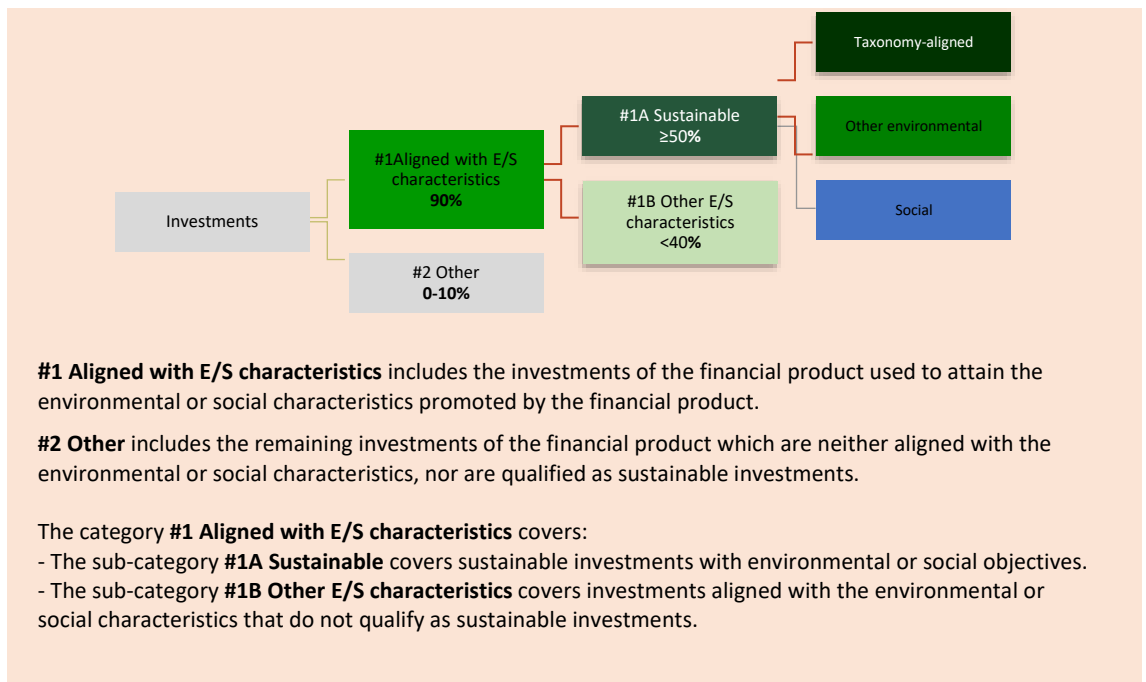 Taxonomy-aligned
#1A Sustainable
≥50%
Other environmental
#1Aligned with E/S
characteristics
90%
Investments
#1B Other E/S
characteristics
<40%
Social
#2 Other
0-10%
#1 Aligned with E/S characteristics includes the investments of the financial product used to attain the
environmental or social characteristics promoted by the financial product.
#2 Other includes the remaining investments of the financial product which are neither aligned with the
environmental or social characteristics, nor are qualified as sustainable investments.
The category #1 Aligned with E/S characteristics covers:
- The sub-category #1A Sustainable covers sustainable investments with environmental or social objectives.
- The sub-category #1B Other E/S characteristics covers investments aligned with the environmental or
social characteristics that do not qualify as sustainable investments.